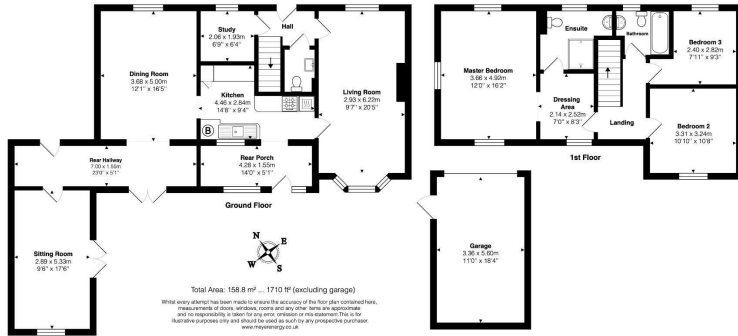 Study
2.06 x 1.93m
6'9" x 6'4"
Hall
Dining Room
3.68 x 5.00m
12'1" x 16'5"
Kitchen
4.46 x 2.84m
14'8" x 9'4"
B
Living Room
2.93 x 6.22m
9'7" x 20'5"
Rear Hallway
7.00 x 1.55m
23'0" x 5'1"
Rear Porch
4.28 x 1.55m
14'0" x 5'1"
Sitting Room
2.89 x 5.33m
9'6" x 17'6"
Ground Floor
Ensuite
Bathroom
Bedroom 3
2.40 x 2.82m
7'11" x 9'3"
Master Bedroom
3.66 x 4.92m
12'0" x 16'2"
Dressing
Area
2.14 x 2.52m
7'0" x 8'3"
Landing
Bedroom 2
3.31 x 3.24m
10'10" x 10'8"
1st Floor
Garage
3.36 x 5.60m
11'0" x 18'4"
N
E
W
S
Total Area: 158.8 m² ... 1710 ft² (excluding garage)
Whilst every attempt has been made to ensure the accuracy of the floor plan contained here,
measurements of doors, windows, rooms and any other items are approximate
and no responsibility is taken for any error, omission or mis-statement. This is for
illustrative purposes only and should be used as such by any prospective purchaser.
www.meyerenergy.co.uk